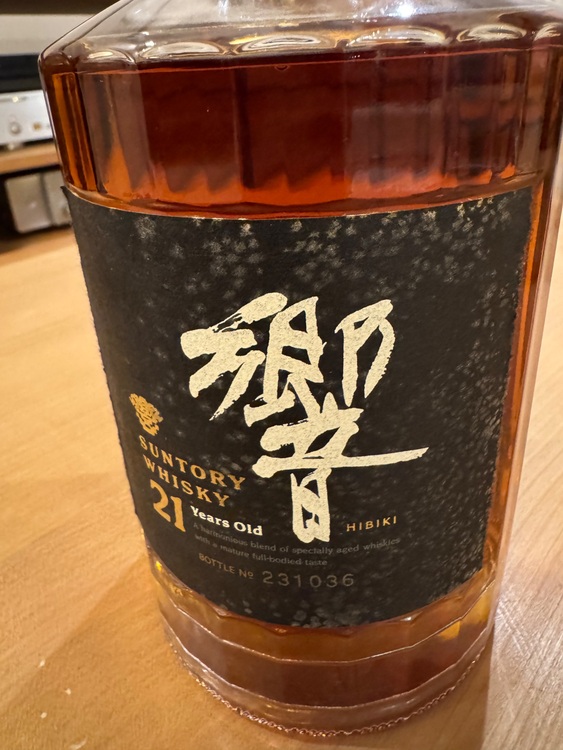 響
SUNTORY
WHISKY
21 Years Old
HIBIKI
a harmonious blend of specially aged whiskies
with a mature full-bodied taste
BOTTLE Nº 231036